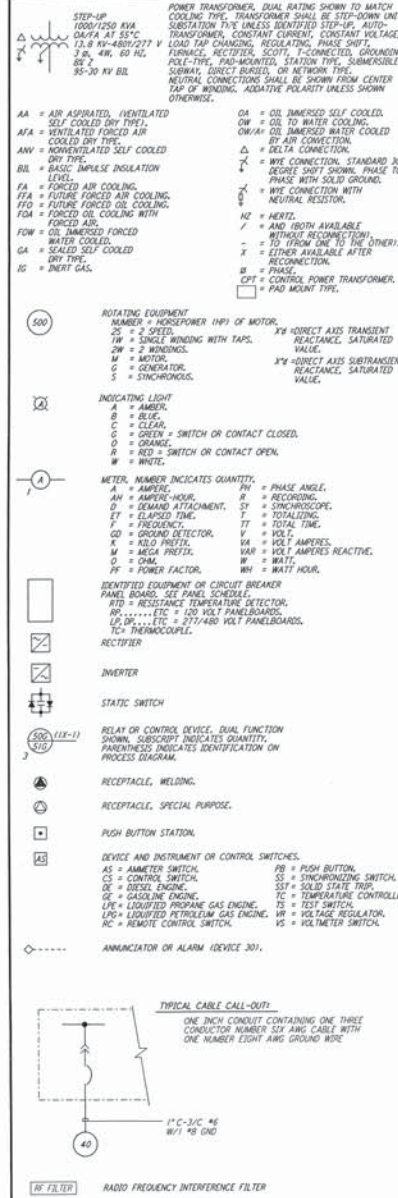 STEP-UP
1000/1250 KVA
OA/FA AT 55°C
13.8 KV-480Y/277 V
3 ø, 4W, 60 HZ,
8% Z
95-30 KV BIL
POWER TRANSFORMER, DUAL RATING SHOWN TO MATCH
COOLING TYPE. TRANSFORMER SHALL BE STEP-DOWN UNIT
SUBSTATION TYPE UNLESS IDENTIFIED STEP-UP, AUTO-
TRANSFORMER, CONSTANT CURRENT, CONSTANT VOLTAGE,
LOAD TAP CHANGING, REGULATING, PHASE SHIFT,
FURNACE, RECTIFIER, SCOTT, T-CONNECTED, GROUNDING
POLE-TYPE, PAD-MOUNTED, STATION TYPE, SUBMERSIBLE
SUBWAY, DIRECT BURIED, OR NETWORK TYPE.
NEUTRAL CONNECTIONS SHALL BE SHOWN FROM CENTER
TAP OF WINDING. ADDATIVE POLARITY UNLESS SHOWN
OTHERWISE.
AA = AIR ASPIRATED, (VENTILATED
SELF COOLED DRY TYPE).
AFA = VENTILATED FORCED AIR
COOLED DRY TYPE.
ANV = NONVENTILATED SELF COOLED
DRY TYPE.
BIL = BASIC IMPULSE INSULATION
LEVEL.
FA = FORCED AIR COOLING.
FFA = FUTURE FORCED AIR COOLING.
FFO = FUTURE FORCED OIL COOLING.
FOA = FORCED OIL COOLING WITH
FORCED AIR.
FOW = OIL IMMERSED FORCED
WATER COOLED.
GA = SEALED SELF COOLED
DRY TYPE.
IG = INERT GAS.
OA = OIL IMMERSED SELF COOLED.
OW = OIL TO WATER COOLING.
OW/A= OIL IMMERSED WATER COOLED
BY AIR CONVECTION.
△ = DELTA CONNECTION.
= WYE CONNECTION. STANDARD 30
DEGREE SHIFT SHOWN. PHASE TO
PHASE WITH SOLID GROUND.
= WYE CONNECTION WITH
NEUTRAL RESISTOR.
HZ = HERTZ.
/ = AND (BOTH AVAILABLE
WITHOUT RECONNECTION).
- = TO (FROM ONE TO THE OTHER).
X = EITHER AVAILABLE AFTER
RECONNECTION.
ø = PHASE.
CPT = CONTROL POWER TRANSFORMER.
= PAD MOUNT TYPE.
500
ROTATING EQUIPMENT
NUMBER = HORSEPOWER (HP) OF MOTOR.
2S = 2 SPEED.
1W = SINGLE WINDING WITH TAPS.
2W = 2 WINDINGS.
M = MOTOR.
G = GENERATOR.
S = SYNCHRONOUS.
X'd =DIRECT AXIS TRANSIENT
REACTANCE, SATURATED
VALUE.
X"d =DIRECT AXIS SUBTRANSIENT
REACTANCE, SATURATED
VALUE.
A
INDICATING LIGHT
A = AMBER.
B = BLUE.
C = CLEAR.
G = GREEN = SWITCH OR CONTACT CLOSED.
O = ORANGE.
R = RED = SWITCH OR CONTACT OPEN.
W = WHITE.
A
1
METER, NUMBER INCICATES QUANTITY.
A = AMPERE.
AH = AMPERE-HOUR.
D = DEMAND ATTACHMENT.
ET = ELAPSED TIME.
F = FREQUENCY.
GD = GROUND DETECTOR.
K = KILO PREFIX.
M = MEGA PREFIX.
O = OHM.
PF = POWER FACTOR.
PH = PHASE ANGLE.
R = RECORDING.
SY = SYNCHROSCOPE.
T = TOTALIZING.
TT = TOTAL TIME.
V = VOLT.
VA = VOLT AMPERES.
VAR = VOLT AMPERES REACTIVE.
W = WATT.
WH = WATT HOUR.
IDENTIFIED EQUIPMENT OR CIRCUIT BREAKER
PANEL BOARD. SEE PANEL SCHEDULE.
RTD = RESISTANCE TEMPERATURE DETECTOR.
RP.......ETC = 120 VOLT PANELBOARDS.
LP,DP....ETC = 277/480 VOLT PANELBOARDS.
TC= THERMOCOUPLE.
RECTIFIER
INVERTER
STATIC SWITCH
50G
51G
(1X-1)
3
RELAY OR CONTROL DEVICE. DUAL FUNCTION
SHOWN, SUBSCRIPT INDICATES QUANTITY.
PARENTHESIS INDICATES IDENTIFICATION ON
PROCESS DIAGRAM.
RECEPTACLE, WELDING.
RECEPTACLE, SPECIAL PURPOSE.
PUSH BUTTON STATION.
AS
DEVICE AND INSTRUMENT OR CONTROL SWITCHES.
AS = AMMETER SWITCH.
CS = CONTROL SWITCH.
DE = DIESEL ENGINE.
GE = GASOLINE ENGINE.
LPE = LIQUIFIED PROPANE GAS ENGINE.
LPG= LIQUIFIED PETROLEUM GAS ENGINE.
RC = REMOTE CONTROL SWITCH.
PB = PUSH BUTTON.
SS = SYNCHRONIZING SWITCH.
SST= SOLID STATE TRIP.
TC = TEMPERATURE CONTROLLE
TS = TEST SWITCH.
VR = VOLTAGE REGULATOR.
VS = VOLTMETER SWITCH.
ANNUNCIATOR OR ALARM (DEVICE 30).
TYPICAL CABLE CALL-OUT:
ONE INCH CONDUIT CONTAINING ONE THREE
CONDUCTOR NUMBER SIX AWG CABLE WITH
ONE NUMBER EIGHT AWG GROUND WIRE
1" C-3/C #6
W/1 #8 GND
40
RF FILTER
RADIO FREQUENCY INTERFERENCE FILTER